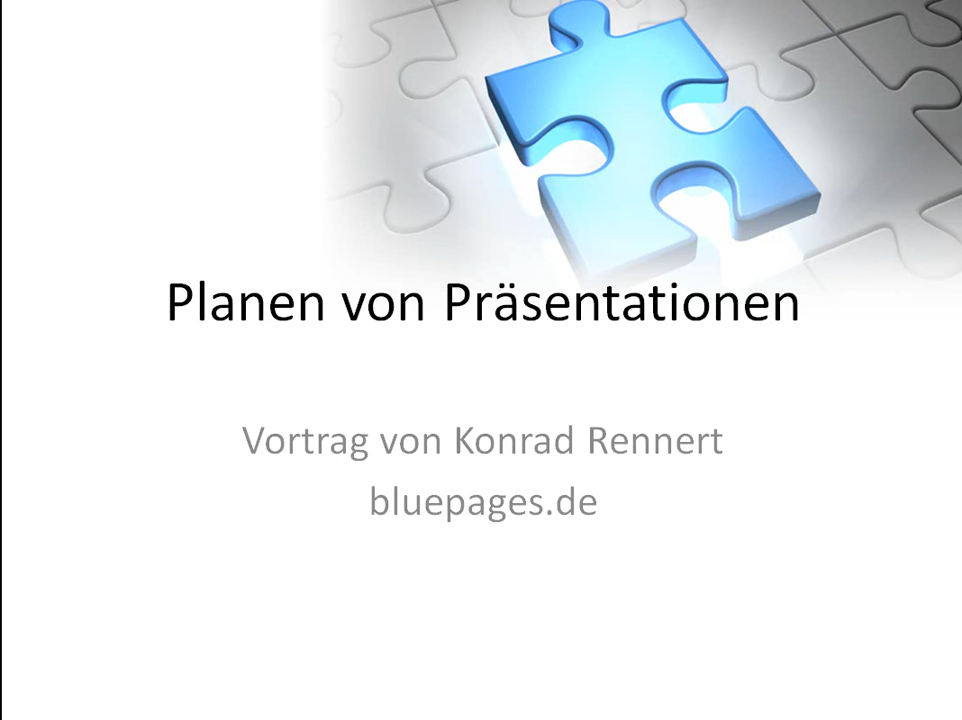 Planen von Präsentationen
Vortrag von Konrad Rennert
bluepages.de